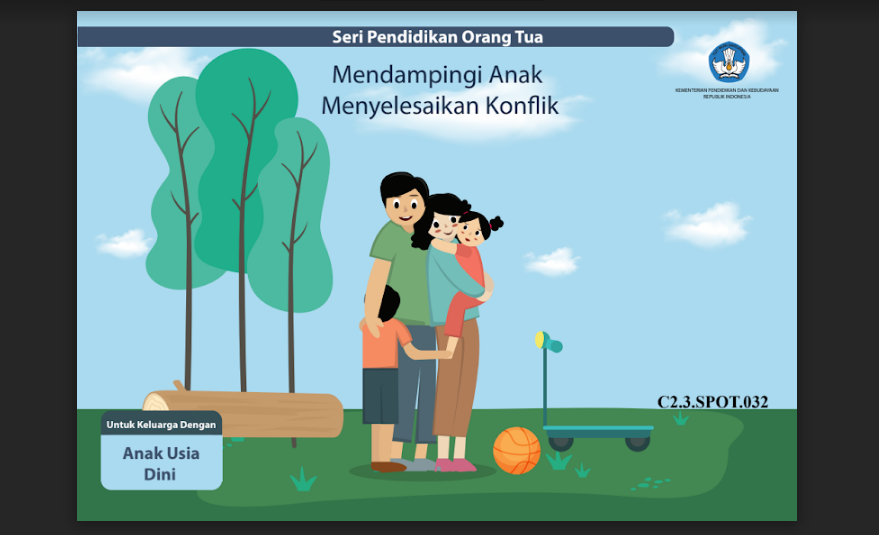 Seri Pendidikan Orang Tua
Mendampingi Anak
Menyelesaikan Konflik
KEMENTERIAN PENDIDIKAN DAN KEBUDAYAAN
REPUBLIK INDONESIA
C2.3.SPOT.032
Untuk Keluarga Dengan
Anak Usia
Dini